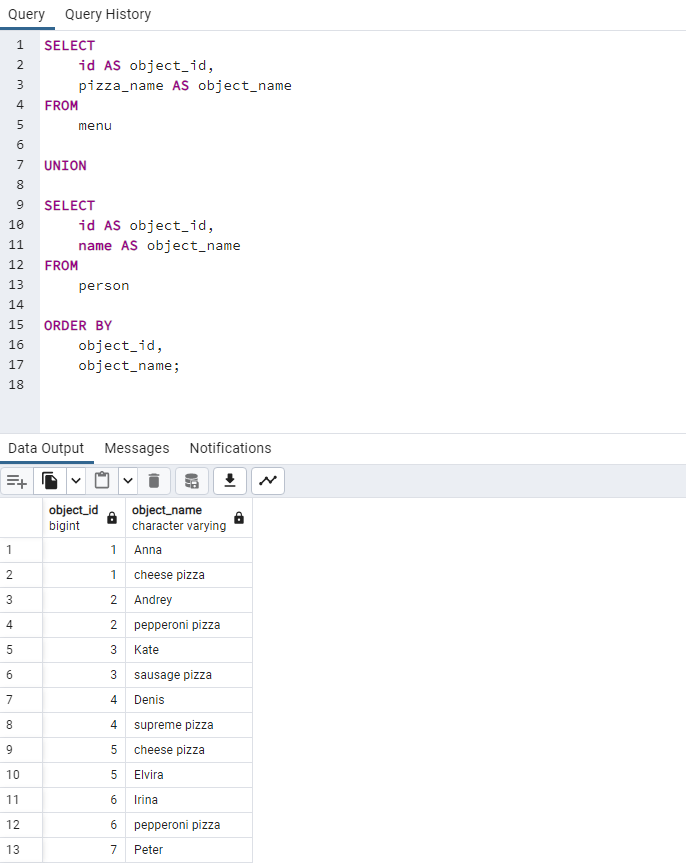 Query Query History
1 SELECT
2 id AS object_id,
3 pizza_name AS object_name
4 FROM
5 menu
6
7 UNION
8
9 SELECT
10 id AS object_id,
11 name AS object_name
12 FROM
13 person
14
15 ORDER BY
16 object_id,
17 object_name;
18
Data Output Messages Notifications
object_id object_name
bigint character varying
1 1 Anna
2 1 cheese pizza
3 2 Andrey
4 2 pepperoni pizza
5 3 Kate
6 3 sausage pizza
7 4 Denis
8 4 supreme pizza
9 5 cheese pizza
10 5 Elvira
11 6 Irina
12 6 pepperoni pizza
13 7 Peter